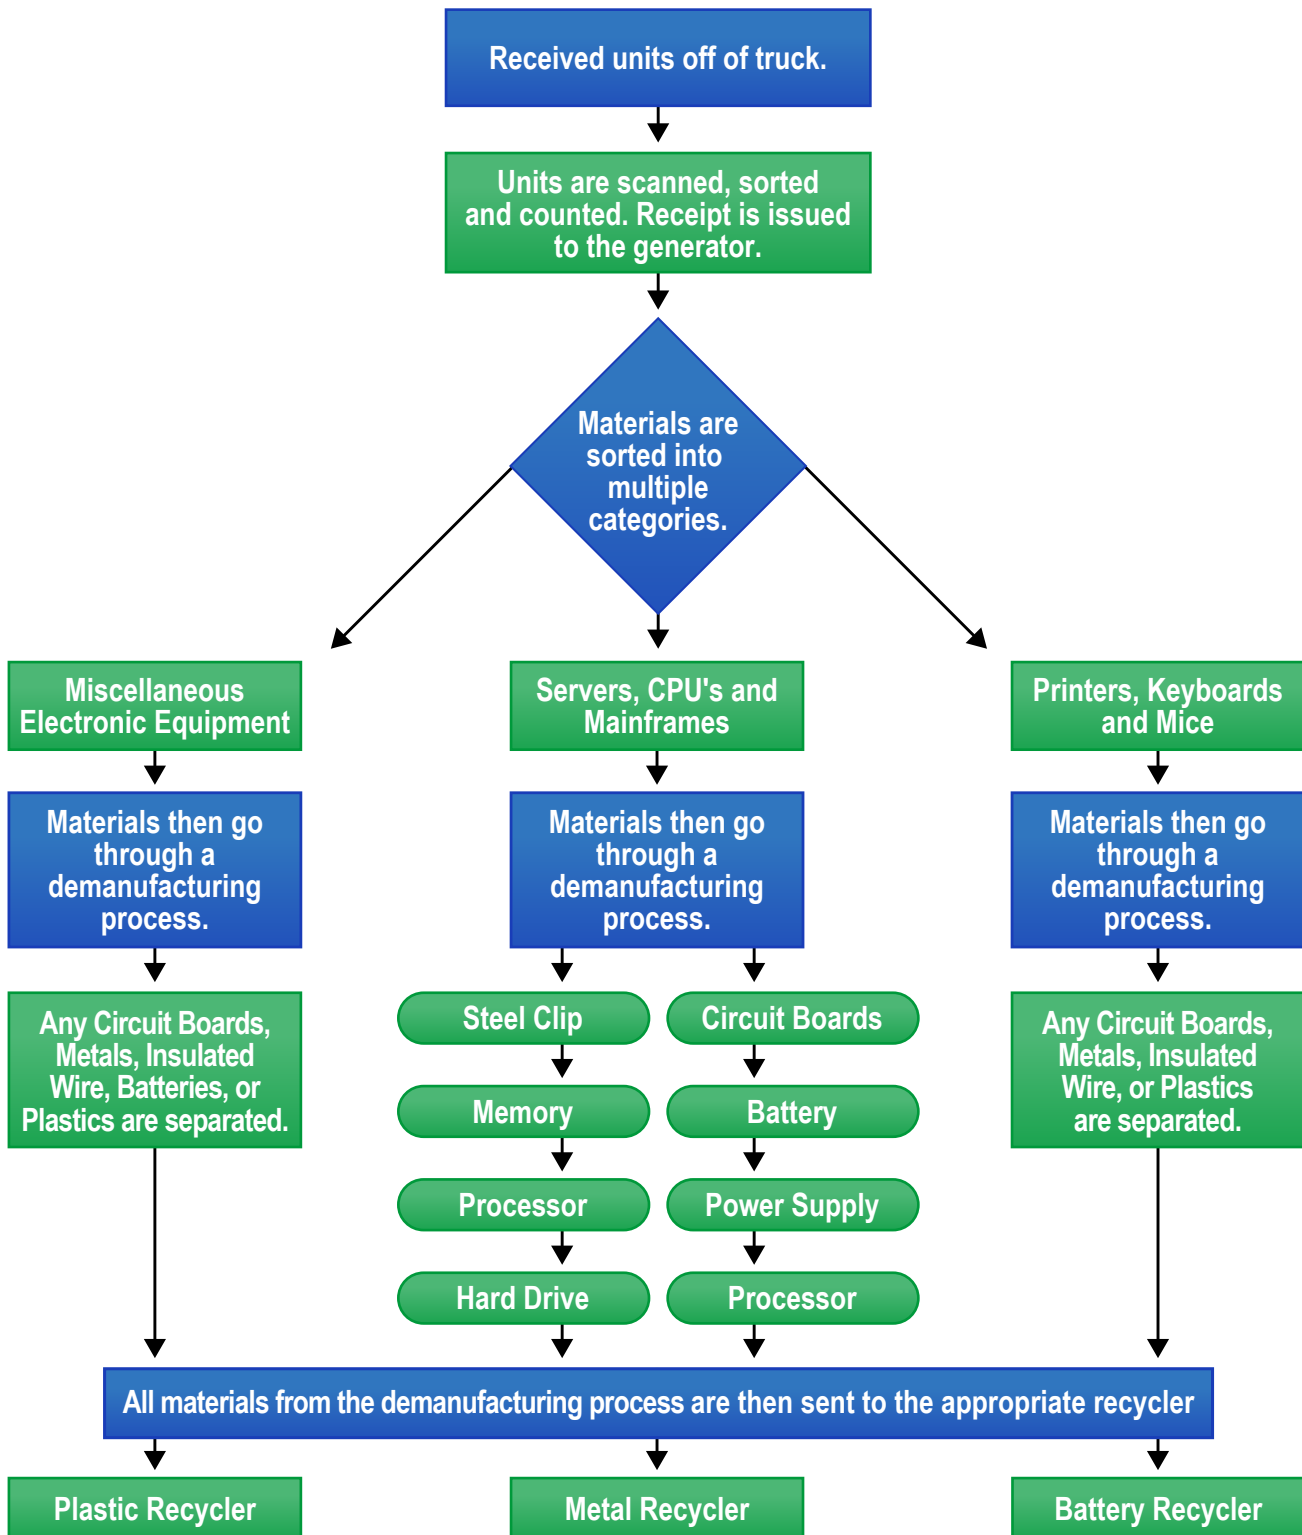 Received units off of truck.
Units are scanned, sorted
and counted. Receipt is issued
to the generator.
Materials are
sorted into
multiple
categories.
Miscellaneous
Electronic Equipment
Servers, CPU's and
Mainframes
Printers, Keyboards
and Mice
Materials then go
through a
demanufacturing
process.
Materials then go
through a
demanufacturing
process.
Materials then go
through a
demanufacturing
process.
Any Circuit Boards,
Metals, Insulated
Wire, Batteries, or
Plastics are separated.
Steel Clip
Memory
Processor
Hard Drive
Circuit Boards
Battery
Power Supply
Processor
Any Circuit Boards,
Metals, Insulated
Wire, or Plastics
are separated.
All materials from the demanufacturing process are then sent to the appropriate recycler
Plastic Recycler
Metal Recycler
Battery Recycler